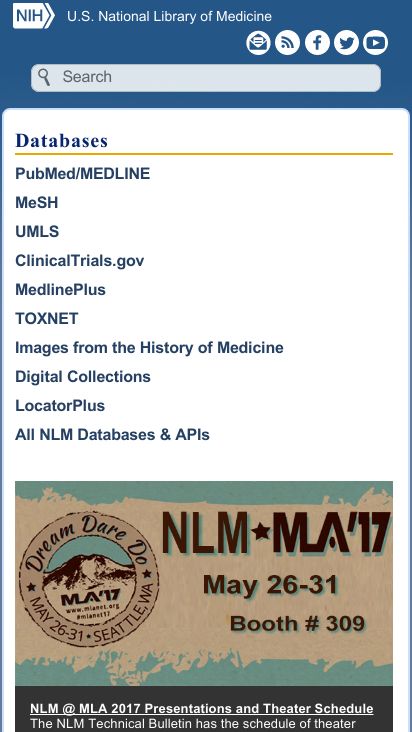 NIH
U.S. National Library of Medicine
Search
Databases
PubMed/MEDLINE
MeSH
UMLS
ClinicalTrials.gov
MedlinePlus
TOXNET
Images from the History of Medicine
Digital Collections
LocatorPlus
All NLM Databases & APIs
Dream Dare Do
MLA'17
www.mlanet.org
#mlanet17
MAY 26-31 ★ SEATTLE, WA
NLM★MLA'17
May 26-31
Booth # 309
NLM @ MLA 2017 Presentations and Theater Schedule
The NLM Technical Bulletin has the schedule of theater